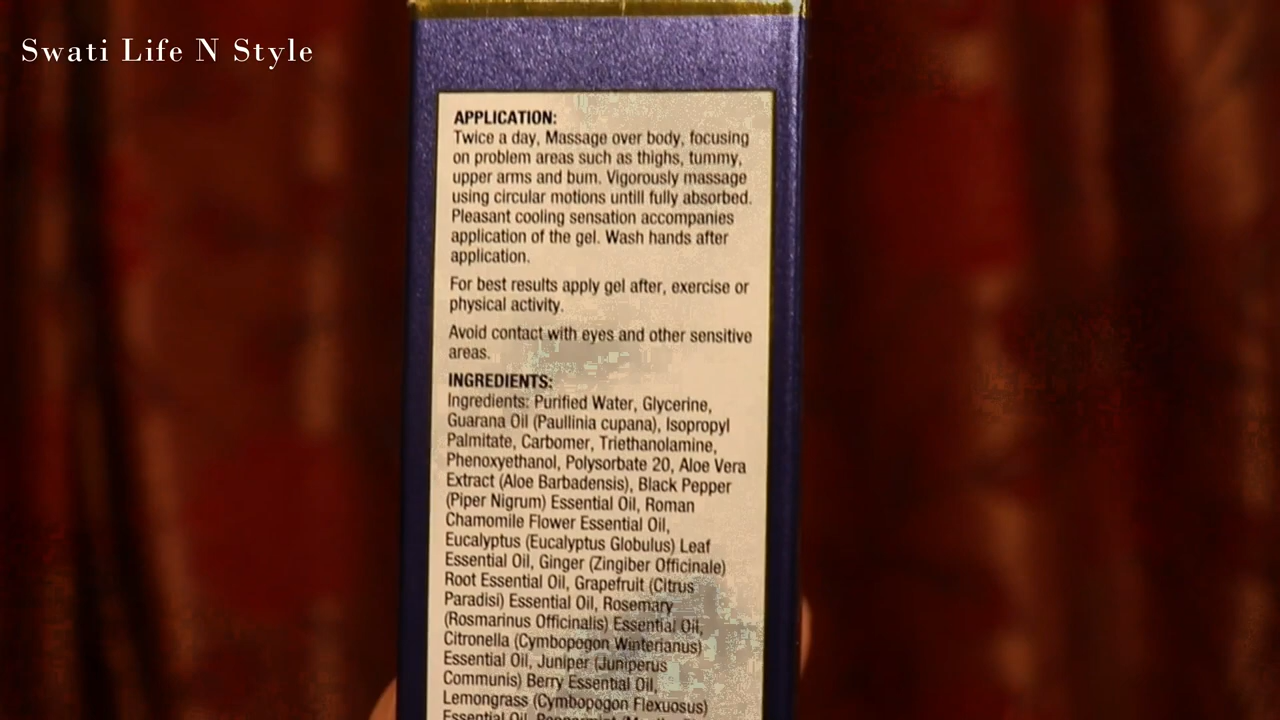 Swati Life N Style
APPLICATION:
Twice a day, Massage over body, focusing
on problem areas such as thighs, tummy,
upper arms and bum. Vigorously massage
using circular motions untill fully absorbed.
Pleasant cooling sensation accompanies
application of the gel. Wash hands after
application.
For best results apply gel after, exercise or
physical activity.
Avoid contact with eyes and other sensitive
areas.
INGREDIENTS:
Ingredients: Purified Water, Glycerine,
Guarana Oil (Paullinia cupana), Isopropyl
Palmitate, Carbomer, Triethanolamine,
Phenoxyethanol, Polysorbate 20, Aloe Vera
Extract (Aloe Barbadensis), Black Pepper
(Piper Nigrum) Essential Oil, Roman
Chamomile Flower Essential Oil,
Eucalyptus (Eucalyptus Globulus) Leaf
Essential Oil, Ginger (Zingiber Officinale)
Root Essential Oil, Grapefruit (Citrus
Paradisi) Essential Oil, Rosemary
(Rosmarinus Officinalis) Essential Oil,
Citronella (Cymbopogon Winterianus)
Essential Oil, Juniper (Juniperus
Communis) Berry Essential Oil,
Lemongrass (Cymbopogon Flexuosus)
Essential Oil,